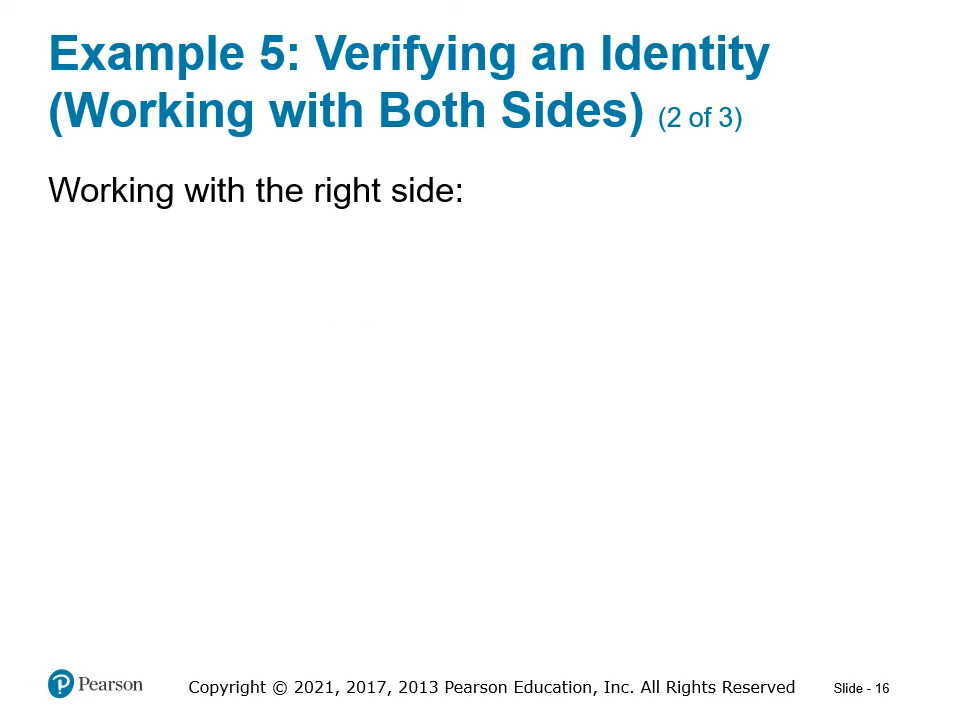 Example 5: Verifying an Identity
(Working with Both Sides) (2 of 3)
Working with the right side:
Pearson
Copyright © 2021, 2017, 2013 Pearson Education, Inc. All Rights Reserved
Slide - 16